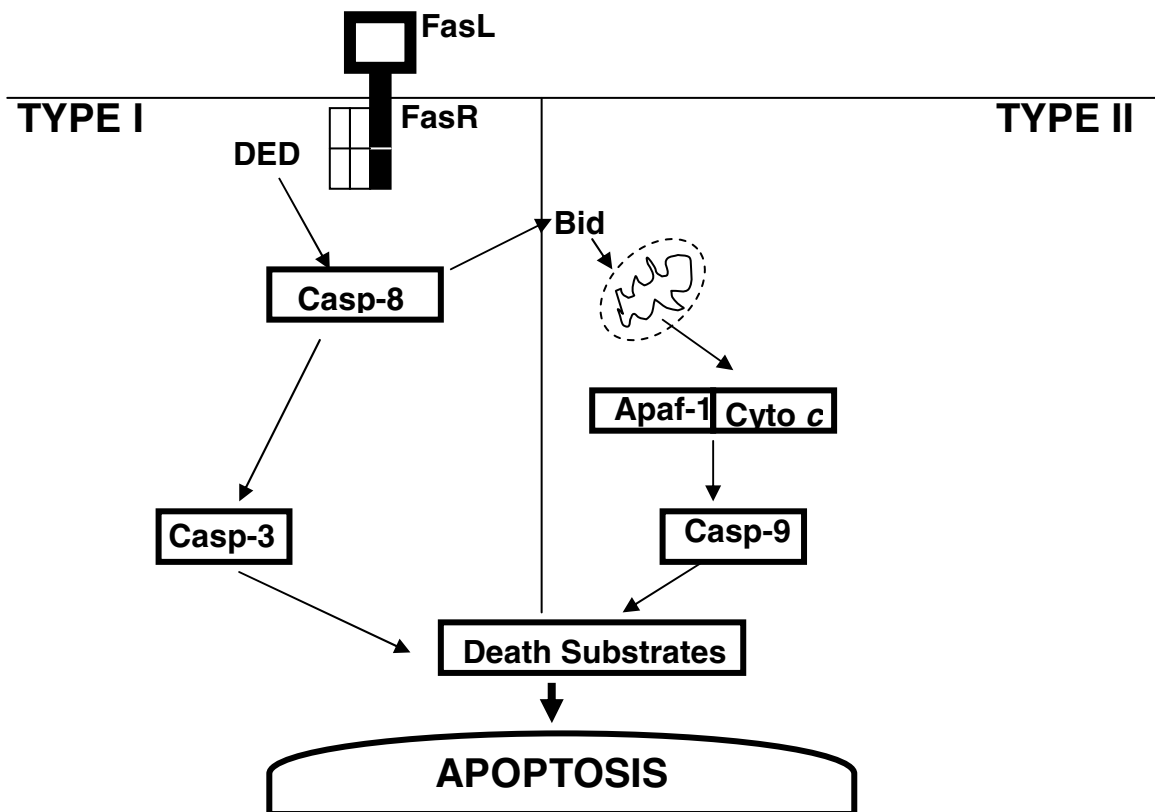 FasL
TYPE I
FasR
TYPE II
DED
Bid
Casp-8
Apaf-1
Cyto c
Casp-3
Casp-9
Death Substrates
APOPTOSIS